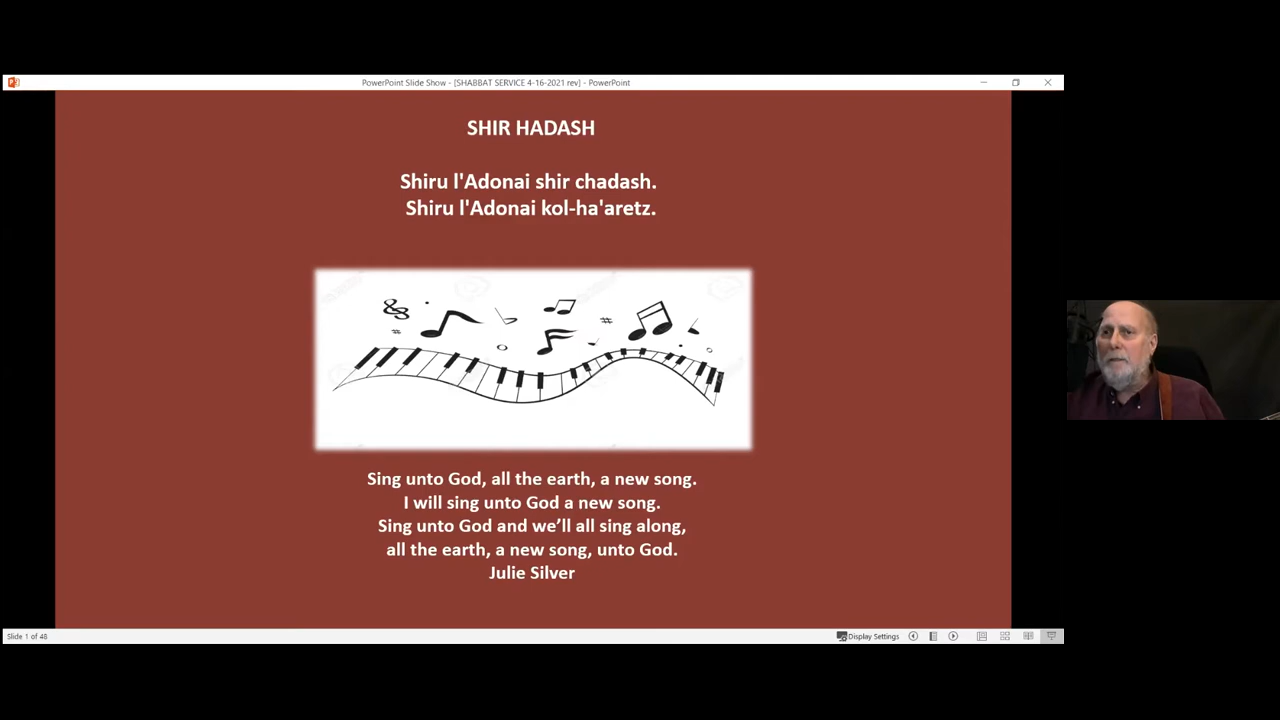 PowerPoint Slide Show - [SHABBAT SERVICE 4-16-2021 rev] - PowerPoint
SHIR HADASH
Shiru l'Adonai shir chadash.
Shiru l'Adonai kol-ha'aretz.
Sing unto God, all the earth, a new song.
I will sing unto God a new song.
Sing unto God and we’ll all sing along,
all the earth, a new song, unto God.
Julie Silver
Slide 1 of 48
Display Settings